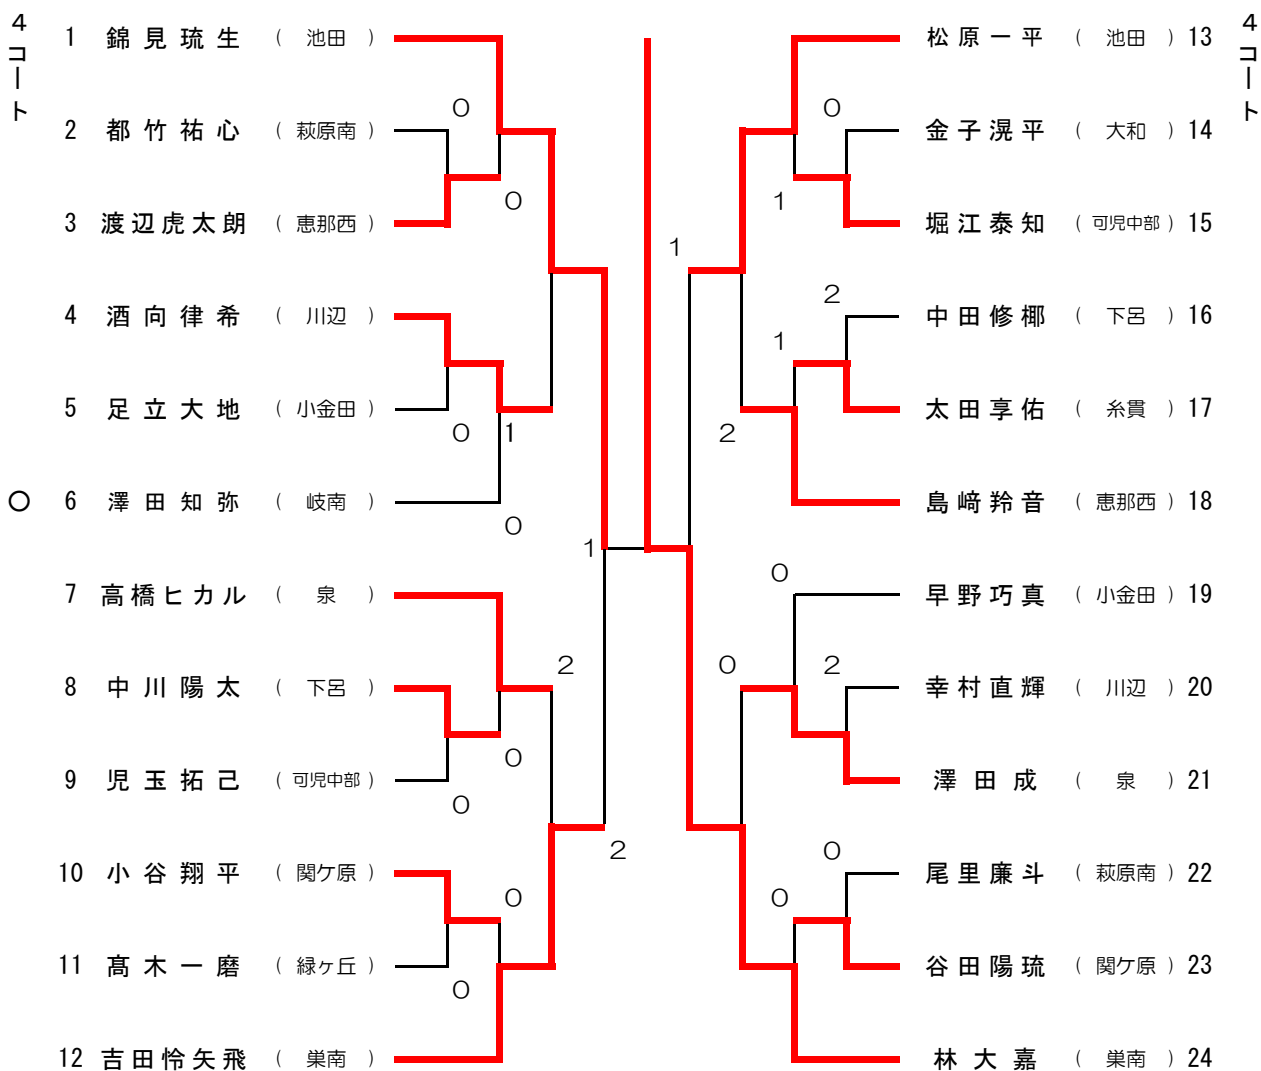 4コート
1 錦見琉生 ( 池田 )
0
2 都竹祐心 ( 萩原南 )
0
3 渡辺虎太朗 ( 恵那西 )
4 酒向律希 ( 川辺 )
5 足立大地 ( 小金田 )
0 1
○ 6 澤田知弥 ( 岐南 )
0
1
7 高橋ヒカル ( 泉 )
2
8 中川陽太 ( 下呂 )
0
9 児玉拓己 ( 可児中部 )
0
2
10 小谷翔平 ( 関ケ原 )
0
11 髙木一磨 ( 緑ヶ丘 )
0
12 吉田怜矢飛 ( 巣南 )
4コート
松原一平 ( 池田 ) 13
0
金子滉平 ( 大和 ) 14
1
堀江泰知 ( 可児中部 ) 15
1
2
中田修梛 ( 下呂 ) 16
1
太田享佑 ( 糸貫 ) 17
2
島﨑羚音 ( 恵那西 ) 18
0
早野巧真 ( 小金田 ) 19
0 2
幸村直輝 ( 川辺 ) 20
澤田成 ( 泉 ) 21
0
尾里廉斗 ( 萩原南 ) 22
0
谷田陽琉 ( 関ケ原 ) 23
林大嘉 ( 巣南 ) 24